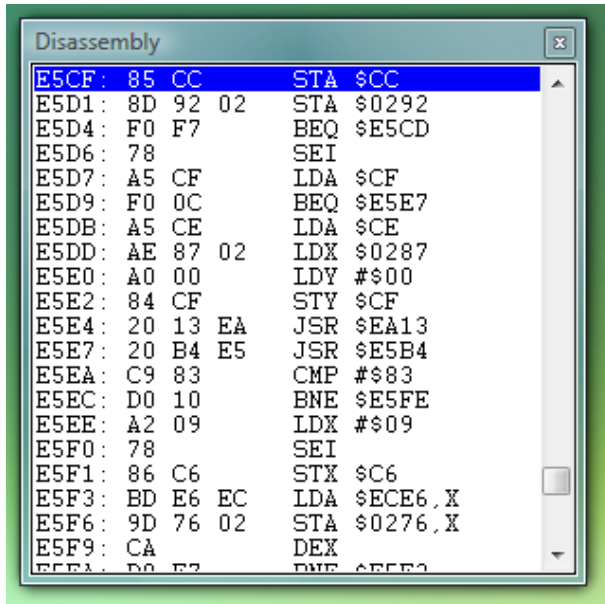 Disassembly
E5CF: 85 CC STA $CC
E5D1: 8D 92 02 STA $0292
E5D4: F0 F7 BEQ $E5CD
E5D6: 78 SEI
E5D7: A5 CF LDA $CF
E5D9: F0 0C BEQ $E5E7
E5DB: A5 CE LDA $CE
E5DD: AE 87 02 LDX $0287
E5E0: A0 00 LDY #$00
E5E2: 84 CF STY $CF
E5E4: 20 13 EA JSR $EA13
E5E7: 20 B4 E5 JSR $E5B4
E5EA: C9 83 CMP #$83
E5EC: D0 10 BNE $E5FE
E5EE: A2 09 LDX #$09
E5F0: 78 SEI
E5F1: 86 C6 STX $C6
E5F3: BD E6 EC LDA $ECE6,X
E5F6: 9D 76 02 STA $0276,X
E5F9: CA DEX